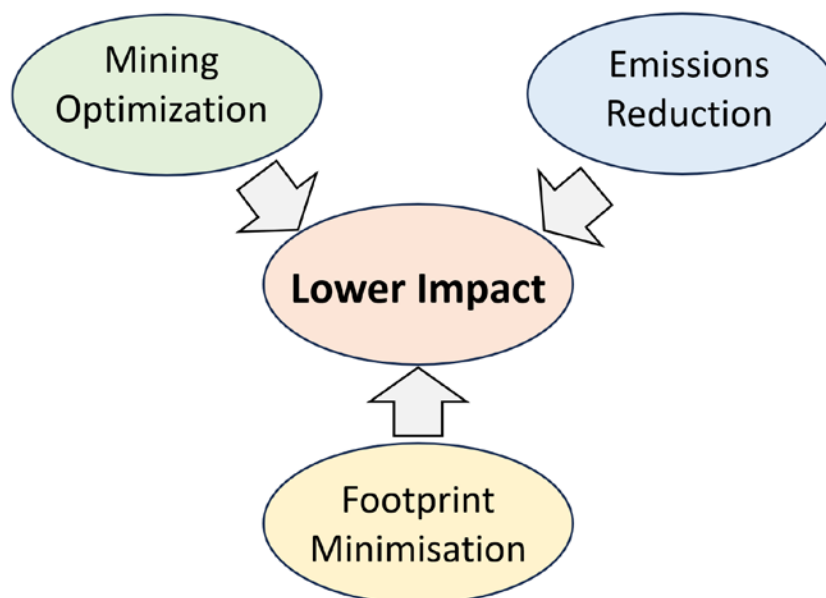 Mining
Optimization
Emissions
Reduction
Lower Impact
Footprint
Minimisation